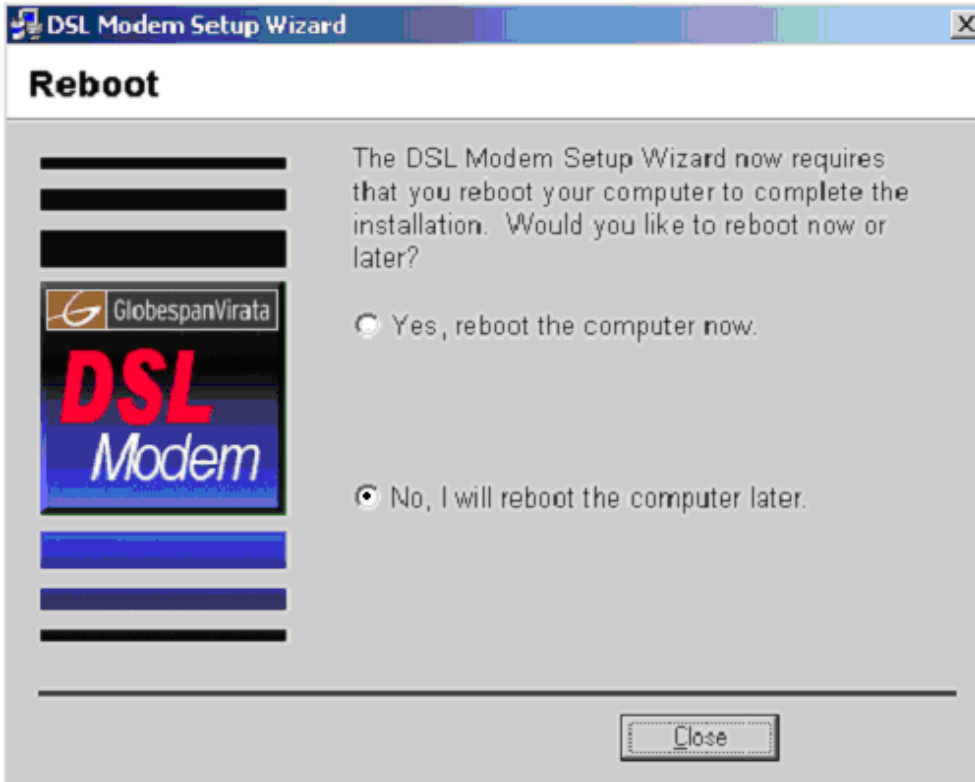 DSL Modem Setup Wizard
Reboot
The DSL Modem Setup Wizard now requires
that you reboot your computer to complete the
installation. Would you like to reboot now or
later?
GlobespanVirata
DSL
Modem
Yes, reboot the computer now.
No, I will reboot the computer later.
Close